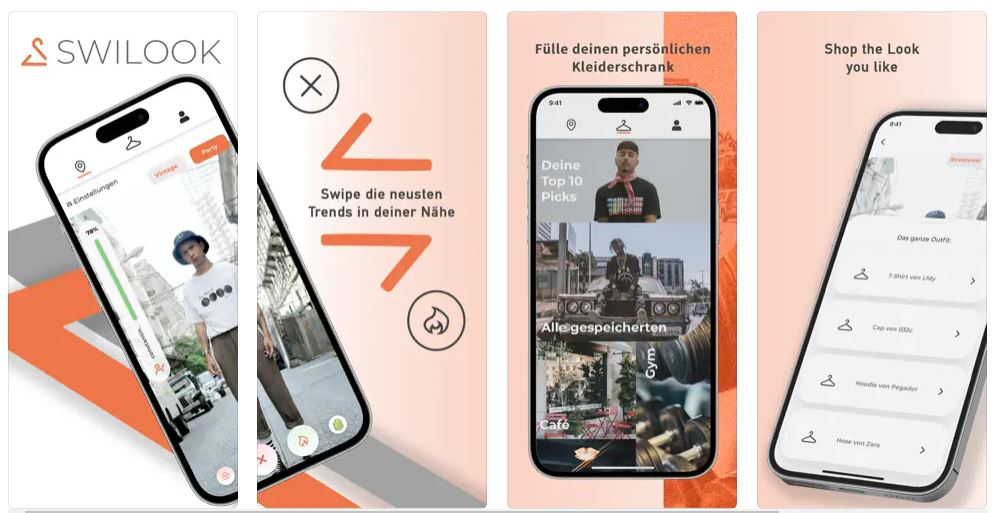 SWILOOK
Einstellungen
Vintage
Party
78%
Swipe die neusten
Trends in deiner Nähe
Fülle deinen persönlichen
Kleiderschrank
9:41
Deine
Top 10
Picks
Alle gespeicherten
Café
Gym
Shop the Look
you like
9:41
Streetwear
Das ganze Outfit:
T-Shirt von Lfdy
Cap von 032c
Hoodie von Pegador
Hose von Zara